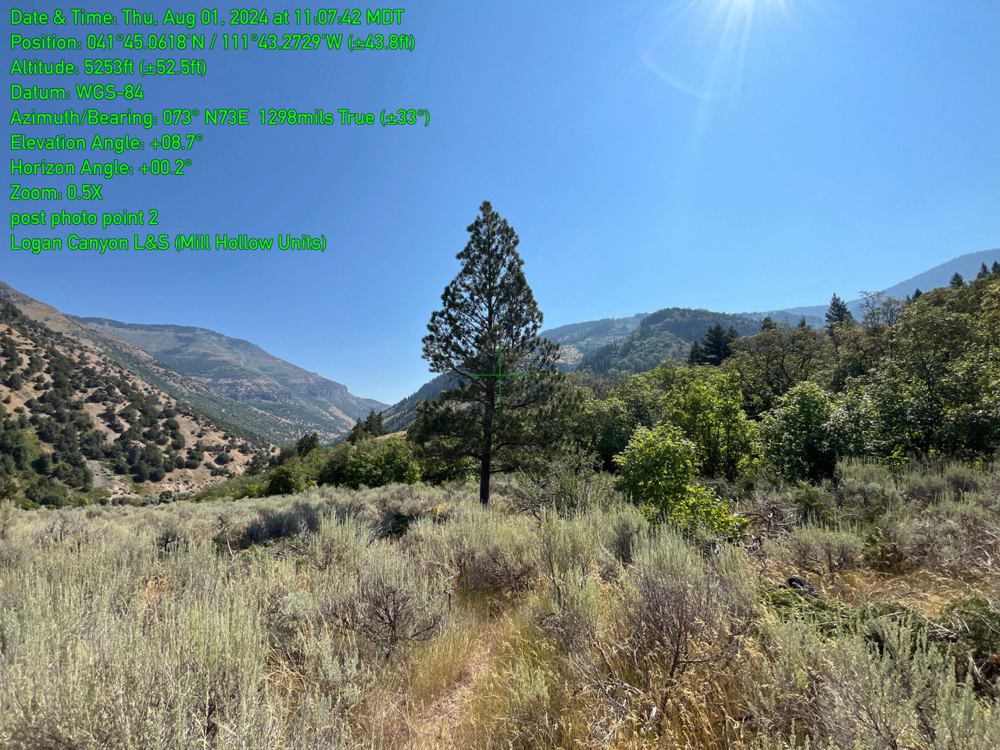 Date & Time: Thu, Aug 01, 2024 at 11:07:42 MDT
Position: 041°45.0618'N / 111°43.2729'W (±43.8ft)
Altitude: 5253ft (±52.5ft)
Datum: WGS-84
Azimuth/Bearing: 073° N73E  1298mils True (±33°)
Elevation Angle: +08.7°
Horizon Angle: +00.2°
Zoom: 0.5X
post photo point 2
Logan Canyon L&S (Mill Hollow Units)